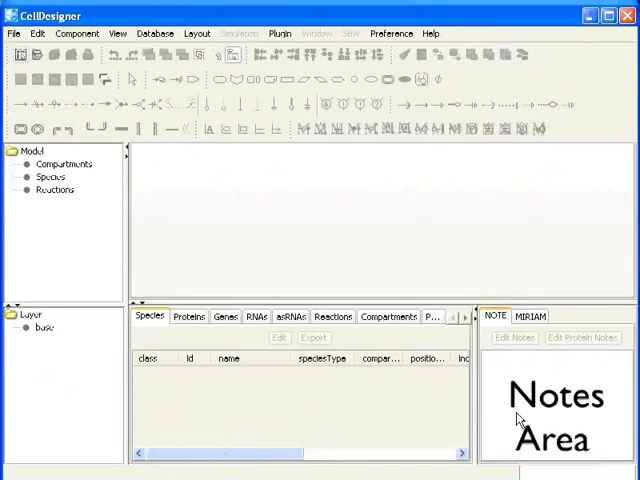 CellDesigner
File Edit Component View Database Layout Simulation Plugin Window SBW Preference Help
Model
Compartments
Species
Reactions
Layer
base
Species Proteins Genes RNAs asRNAs Reactions Compartments P...
Edit Export
class id name speciesType compar... positio... inc
NOTE MIRIAM
Edit Notes Edit Protein Notes
Notes
Area